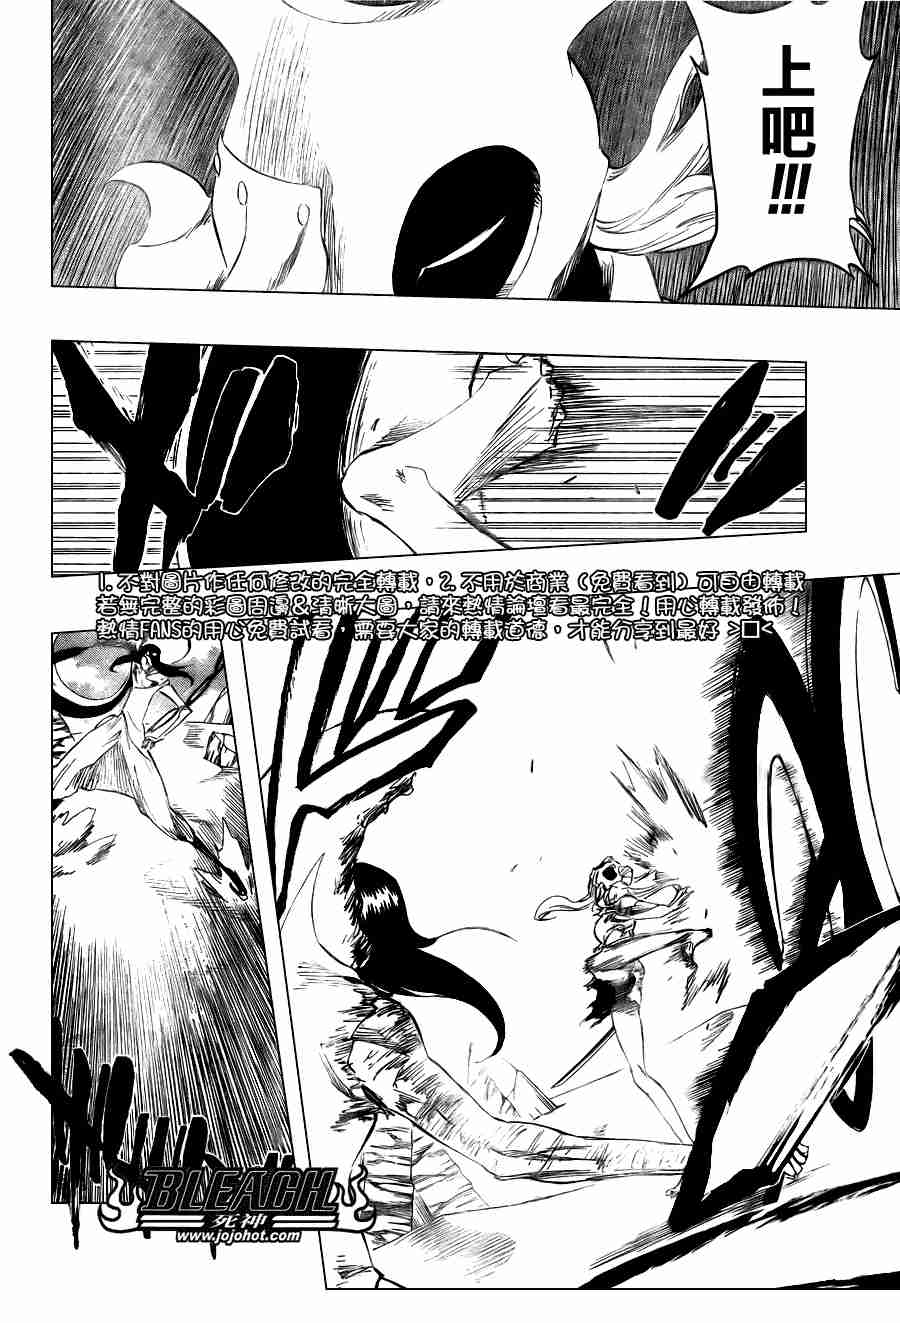 上吧!!!
1. 不對圖片作任何修改的完全轉載，2. 不用於商業（免費看到）可自由轉載
若無完整的彩圖周邊&清晰大圖，請來熱情論壇看最完全！用心轉載發佈！
熱情FANS的用心免費試看，需要大家的轉載道德，才能分享到最好 >□<
BLEACH
死神
www.jojohot.com